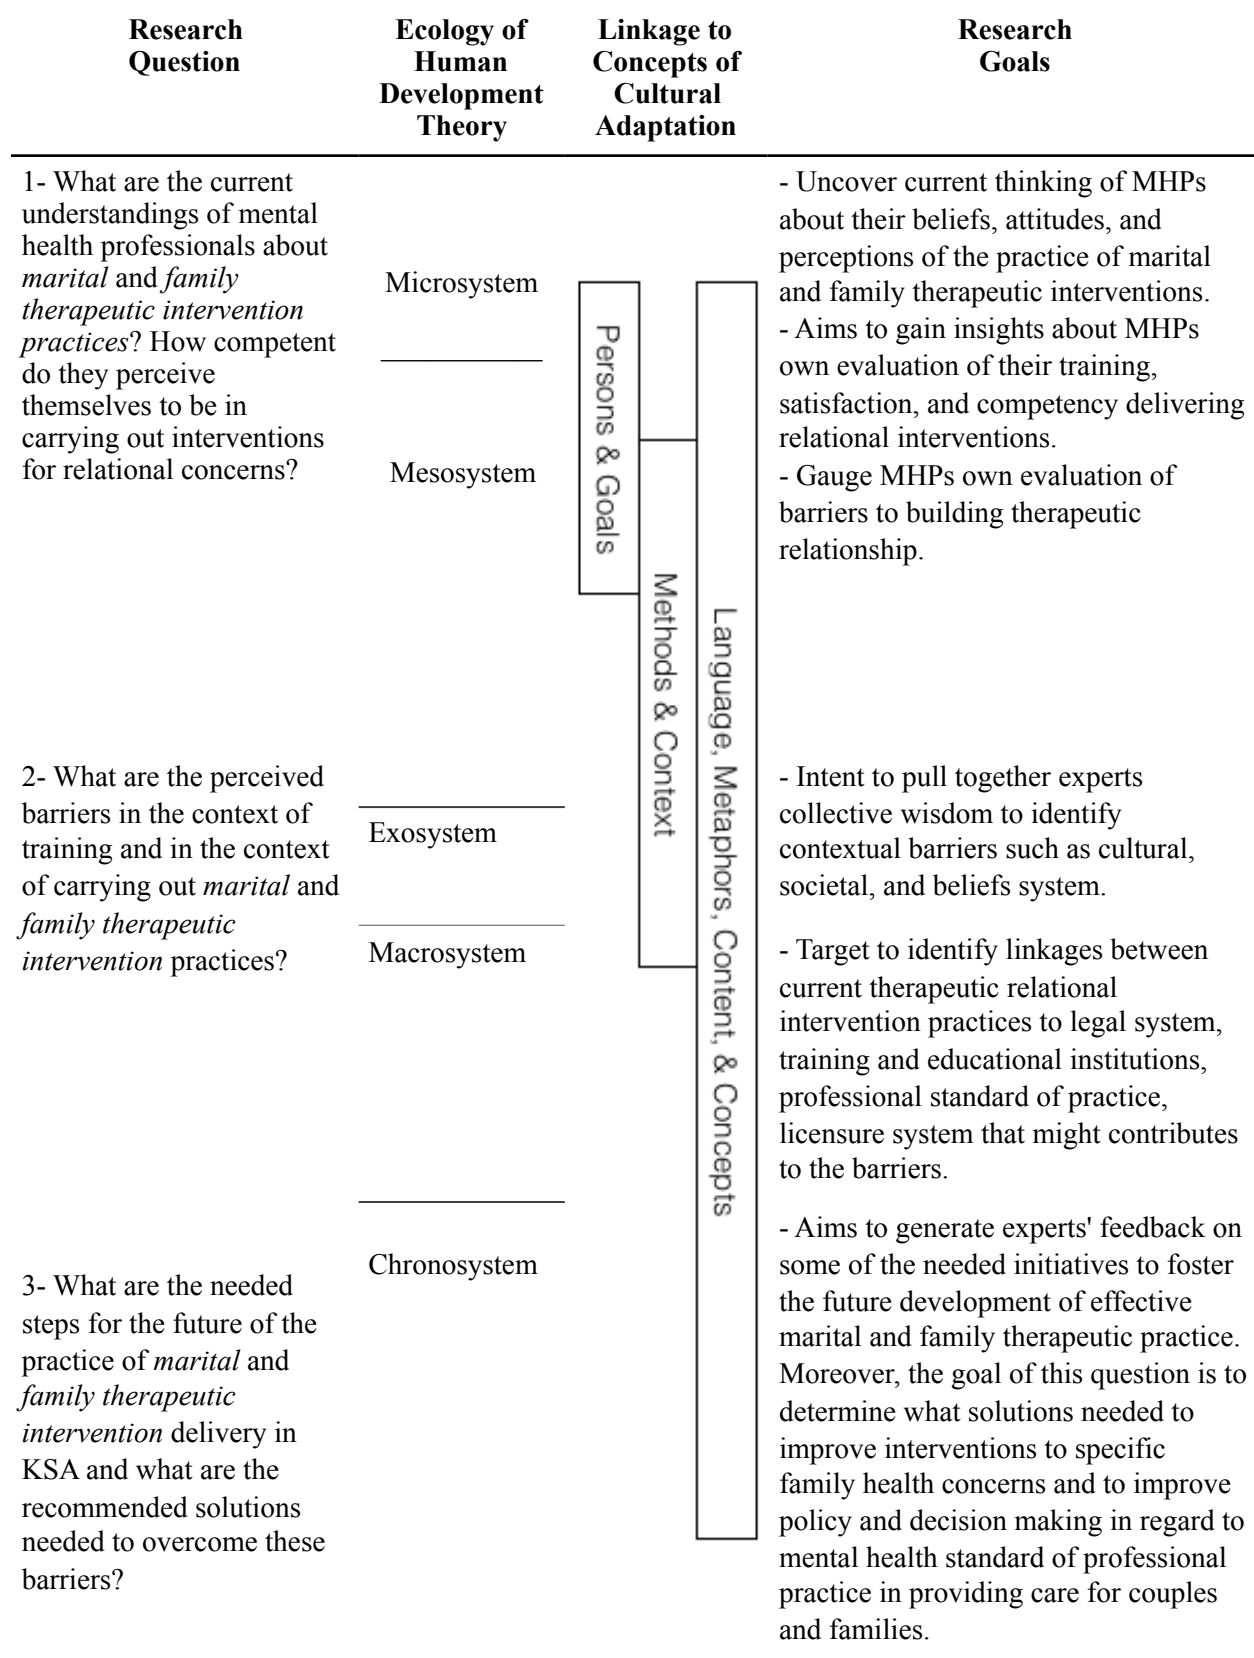 Research
Question
Ecology of
Human
Development
Theory
Linkage to
Concepts of
Cultural
Adaptation
Research
Goals
1- What are the current
understandings of mental
health professionals about
marital and family
therapeutic intervention
practices? How competent
do they perceive
themselves to be in
carrying out interventions
for relational concerns?
Microsystem
Mesosystem
Persons & Goals
Methods & Context
Language, Metaphors, Content, & Concepts
- Uncover current thinking of MHPs
about their beliefs, attitudes, and
perceptions of the practice of marital
and family therapeutic interventions.
- Aims to gain insights about MHPs
own evaluation of their training,
satisfaction, and competency delivering
relational interventions.
- Gauge MHPs own evaluation of
barriers to building therapeutic
relationship.
2- What are the perceived
barriers in the context of
training and in the context
of carrying out marital and
family therapeutic
intervention practices?
Exosystem
Macrosystem
- Intent to pull together experts
collective wisdom to identify
contextual barriers such as cultural,
societal, and beliefs system.
- Target to identify linkages between
current therapeutic relational
intervention practices to legal system,
training and educational institutions,
professional standard of practice,
licensure system that might contributes
to the barriers.
3- What are the needed
steps for the future of the
practice of marital and
family therapeutic
intervention delivery in
KSA and what are the
recommended solutions
needed to overcome these
barriers?
Chronosystem
- Aims to generate experts' feedback on
some of the needed initiatives to foster
the future development of effective
marital and family therapeutic practice.
Moreover, the goal of this question is to
determine what solutions needed to
improve interventions to specific
family health concerns and to improve
policy and decision making in regard to
mental health standard of professional
practice in providing care for couples
and families.